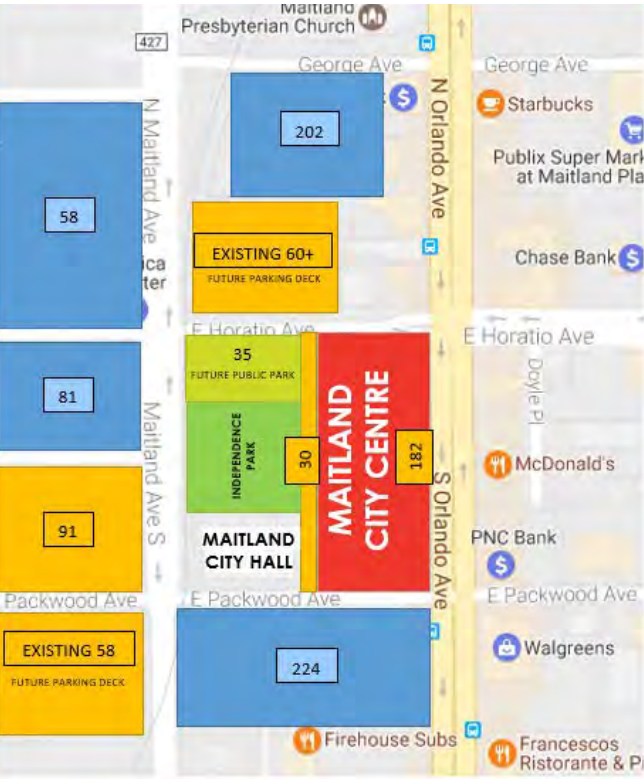 Maitland
Presbyterian Church
427
George Ave
George Ave
N Maitland Ave
202
$
N Orlando Ave
Starbucks
Publix Super Mark
at Maitland Pla
58
EXISTING 60+
FUTURE PARKING DECK
Chase Bank
$
ica
ter
E Horatio Ave
E Horatio Ave
35
FUTURE PUBLIC PARK
81
Maitland Ave S
INDEPENDENCE
PARK
30
MAITLAND
CITY CENTRE
182
Doyle Pl
McDonald's
S Orlando Ave
91
MAITLAND
CITY HALL
PNC Bank
$
Packwood Ave
E Packwood Ave
E Packwood Ave
EXISTING 58
FUTURE PARKING DECK
224
Walgreens
Firehouse Subs
Francescos
Ristorante & P